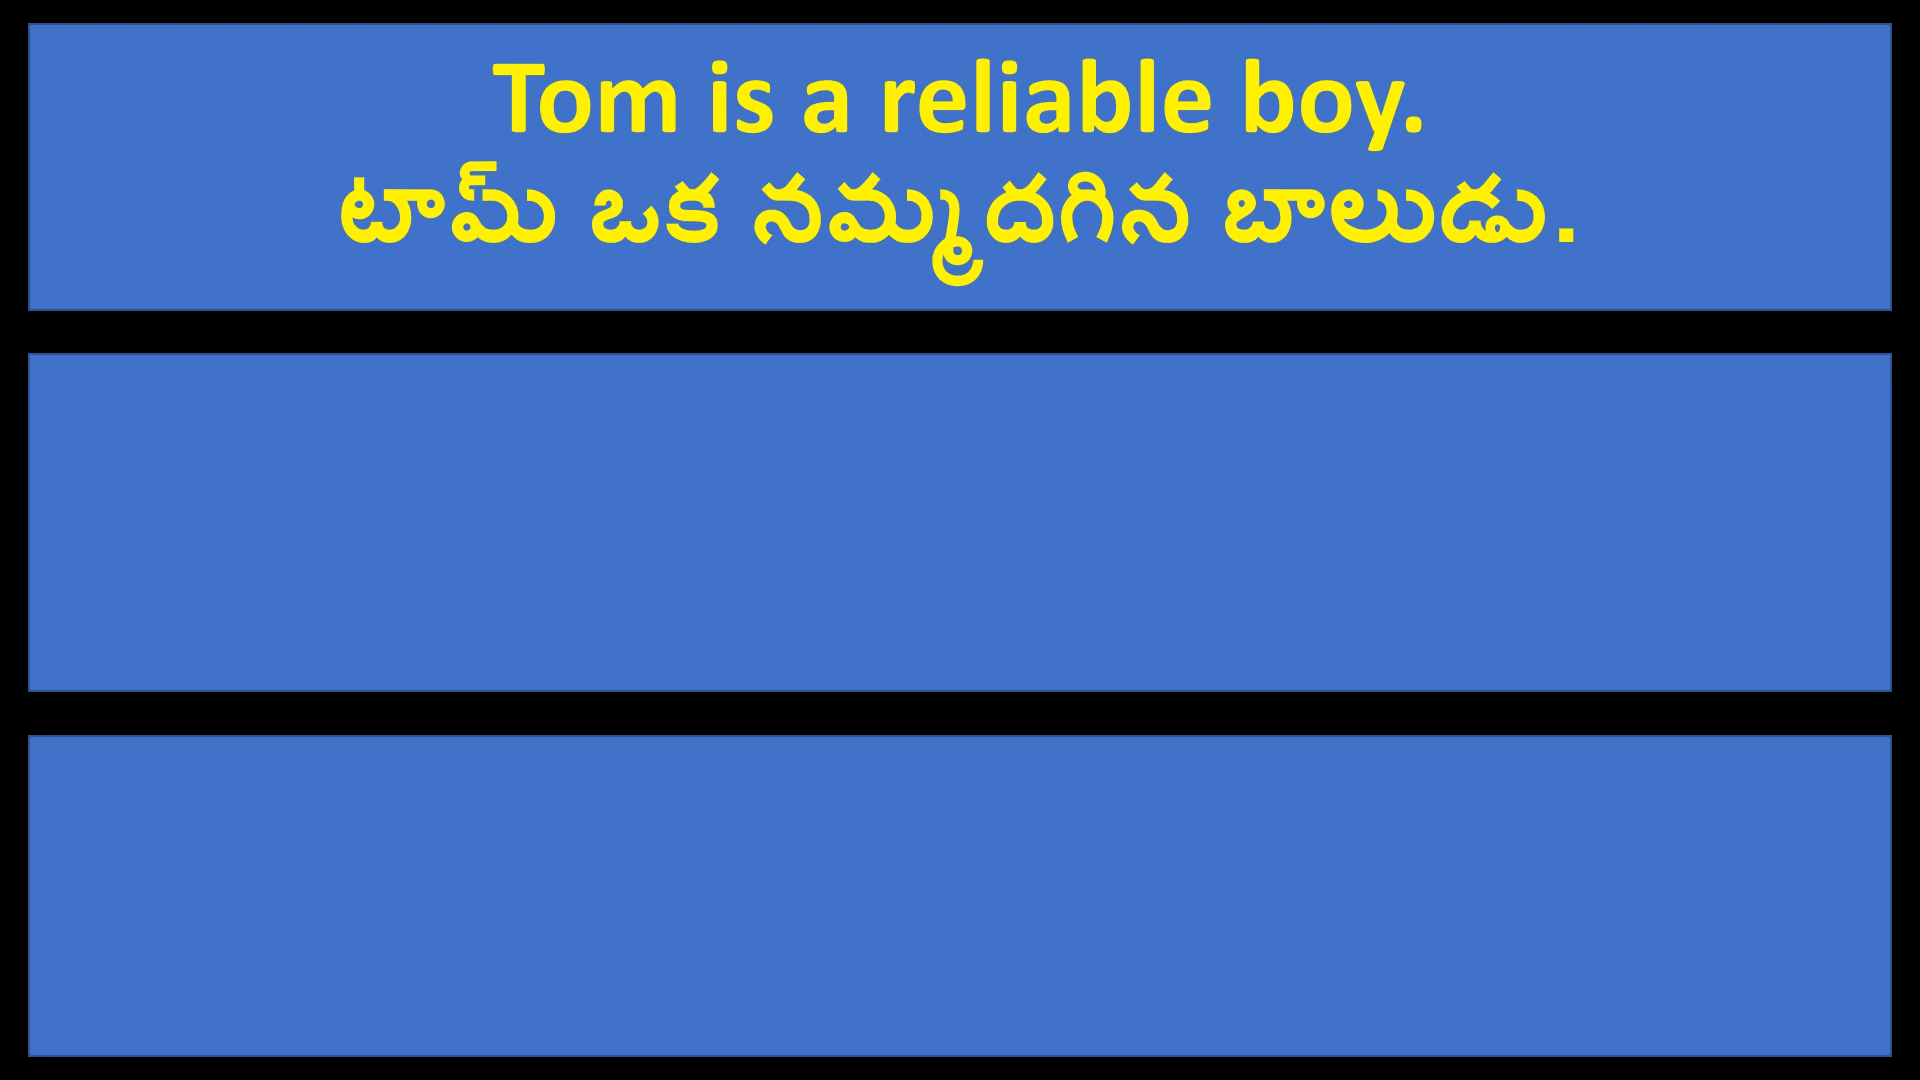 Tom is a reliable boy.
టామ్ ఒక నమ్మదగిన బాలుడు.